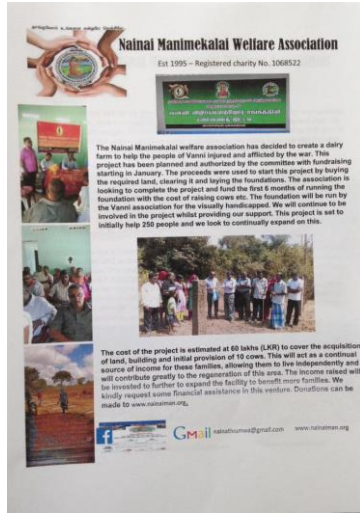 Nainai Manimekalai Welfare Association
Est 1995 – Registered charity No. 1068522
The Nainai Manimekalai welfare association has decided to create a dairy
farm to help the people of Vanni injured and afflicted by the war. This
project has been planned and authorized by the committee with fundraising
starting in January. The proceeds were used to start this project by buying
the required land, clearing it and laying the foundations. The association is
looking to complete the project and fund the first 6 months of running the
foundation with the cost of raising cows etc. The foundation will be run by
the Vanni association for the visually handicapped. We will continue to be
involved in the project whilst providing our support. This project is set to
initially help 250 people and we look to continually expand on this.
The cost of the project is estimated at 60 lakhs (LKR) to cover the acquisition
of land, building and initial provision of 10 cows. This will act as a continual
source of income for these families, allowing them to live independently and
will contribute greatly to the regeneration of this area. The income raised will
be invested to further to expand the facility to benefit more families. We
kindly request some financial assistance in this venture. Donations can be
made to www.nainaiman.org.
Gmail www.nainaiman.org